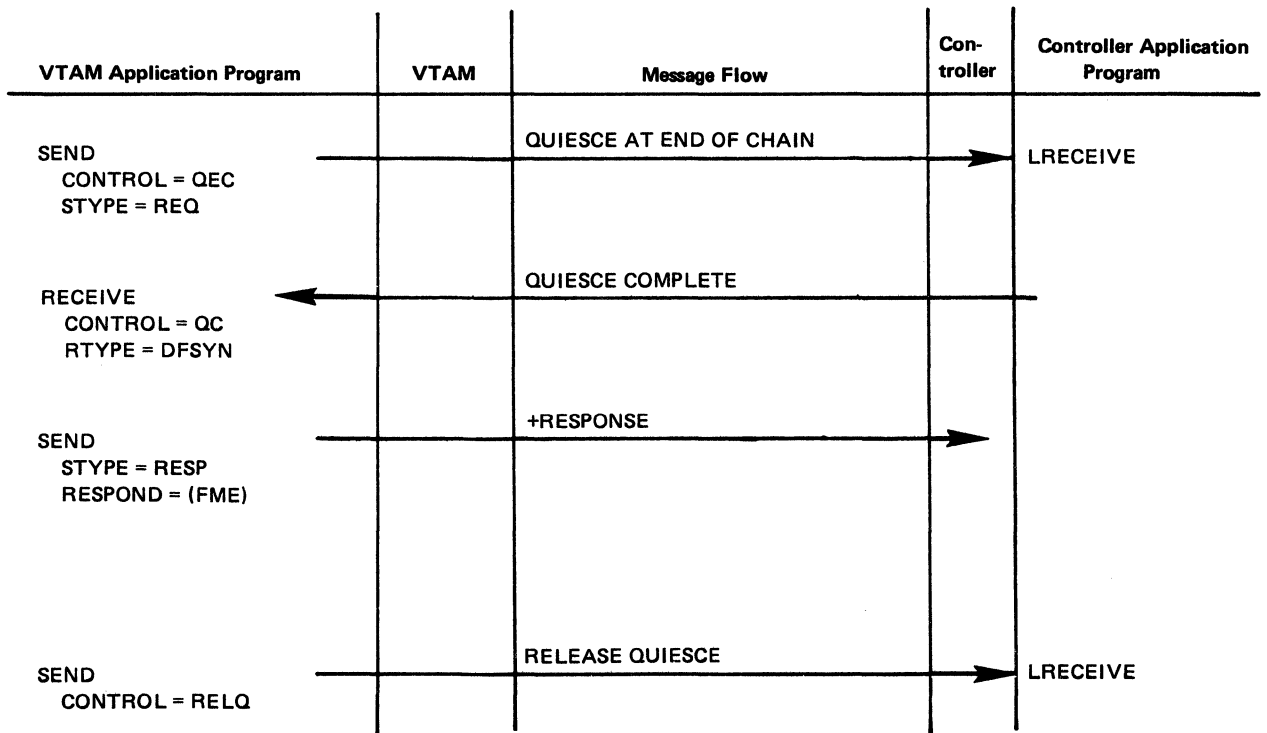 VTAM Application Program
VTAM
Message Flow
Con-
troller
Controller Application
Program
SEND
CONTROL = QEC
STYPE = REQ
QUIESCE AT END OF CHAIN
LRECEIVE
RECEIVE
CONTROL = QC
RTYPE = DFSYN
QUIESCE COMPLETE
SEND
STYPE = RESP
RESPOND = (FME)
+RESPONSE
SEND
CONTROL = RELQ
RELEASE QUIESCE
LRECEIVE